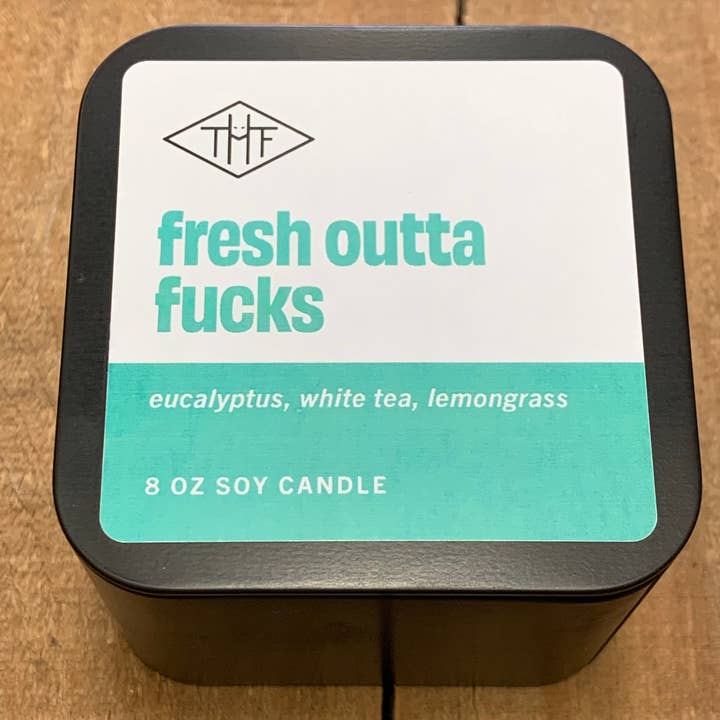 THF
fresh outta
fucks
eucalyptus, white tea, lemongrass
8 OZ SOY CANDLE